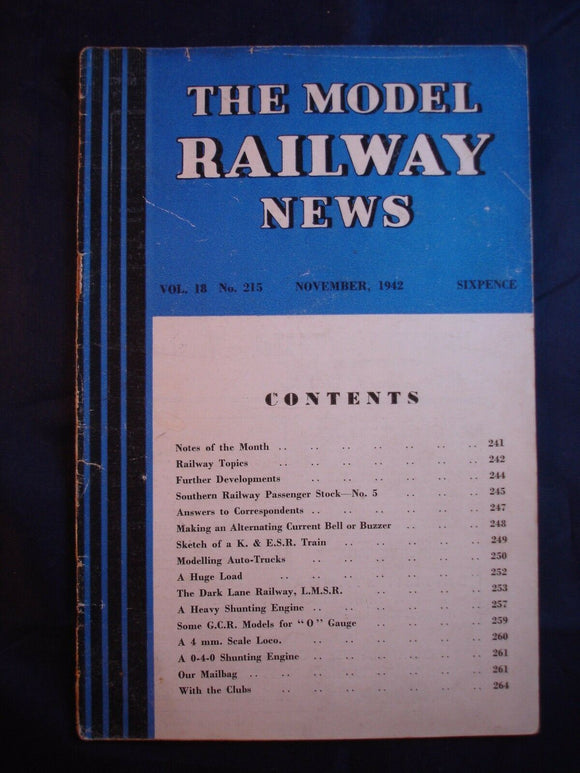 THE MODEL
RAILWAY
NEWS
VOL. 18 No. 215 NOVEMBER, 1942 SIXPENCE
CONTENTS
Notes of the Month .. .. .. .. .. .. .. 241
Railway Topics .. .. .. .. .. .. .. 242
Further Developments .. .. .. .. .. .. 244
Southern Railway Passenger Stock—No. 5 .. .. .. 245
Answers to Correspondents .. .. .. .. .. .. 247
Making an Alternating Current Bell or Buzzer .. .. .. 248
Sketch of a K. & E.S.R. Train .. .. .. .. .. 249
Modelling Auto-Trucks .. .. .. .. .. .. 250
A Huge Load .. .. .. .. .. .. .. 252
The Dark Lane Railway, L.M.S.R. .. .. .. .. 253
A Heavy Shunting Engine .. .. .. .. .. .. 257
Some G.C.R. Models for "O" Gauge .. .. .. .. 259
A 4 mm. Scale Loco. .. .. .. .. .. .. 260
A 0-4-0 Shunting Engine .. .. .. .. .. .. 261
Our Mailbag .. .. .. .. .. .. .. .. 261
With the Clubs .. .. .. .. .. .. .. 264